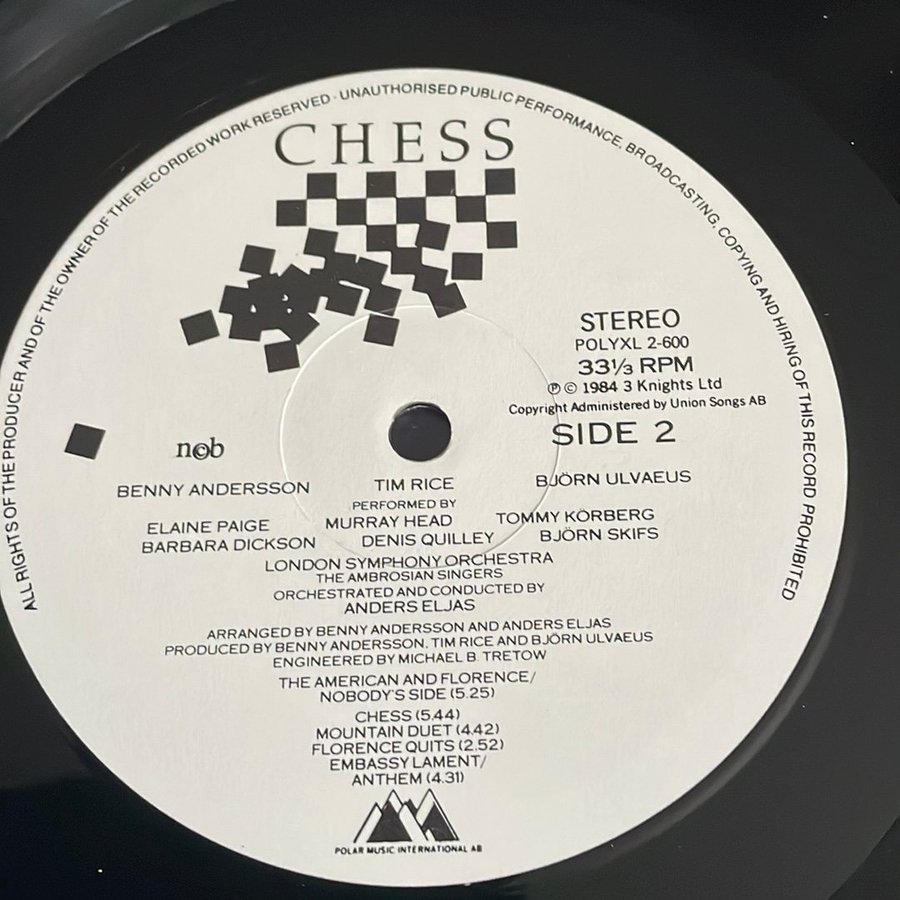 ALL RIGHTS OF THE PRODUCER AND OF THE OWNER OF THE RECORDED WORK RESERVED · UNAUTHORISED PUBLIC PERFORMANCE, BROADCASTING, COPYING AND HIRING OF THIS RECORD PROHIBITED
CHESS
STEREO
POLYXL 2-600
33⅓ RPM
℗ © 1984 3 Knights Ltd
Copyright Administered by Union Songs AB
SIDE 2
n©b
BENNY ANDERSSON TIM RICE BJÖRN ULVAEUS
PERFORMED BY
ELAINE PAIGE MURRAY HEAD TOMMY KÖRBERG
BARBARA DICKSON DENIS QUILLEY BJÖRN SKIFS
LONDON SYMPHONY ORCHESTRA
THE AMBROSIAN SINGERS
ORCHESTRATED AND CONDUCTED BY
ANDERS ELJAS
ARRANGED BY BENNY ANDERSSON AND ANDERS ELJAS
PRODUCED BY BENNY ANDERSSON, TIM RICE AND BJÖRN ULVAEUS
ENGINEERED BY MICHAEL B. TRETOW
THE AMERICAN AND FLORENCE/
NOBODY'S SIDE (5.25)
CHESS (5.44)
MOUNTAIN DUET (4.42)
FLORENCE QUITS (2.52)
EMBASSY LAMENT/
ANTHEM (4.31)
POLAR MUSIC INTERNATIONAL AB